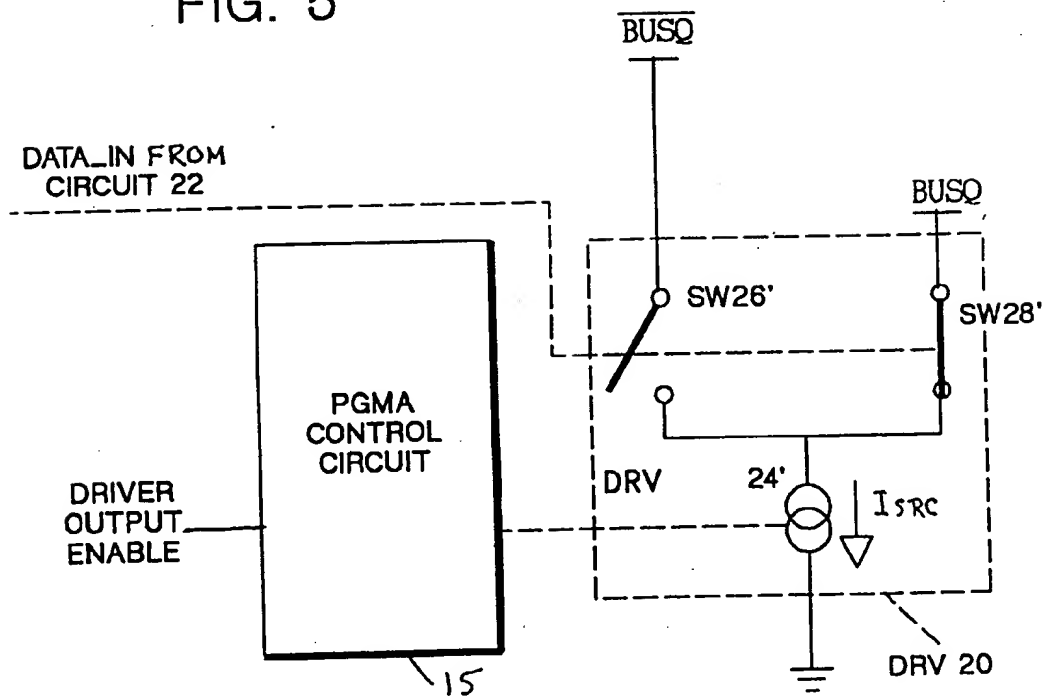 FIG. 5
BUSQ
DATA_IN FROM
CIRCUIT 22
BUSQ
SW26'
SW28'
PGMA
CONTROL
CIRCUIT
DRIVER
OUTPUT
ENABLE
DRV
24'
ISRC
DRV 20
15